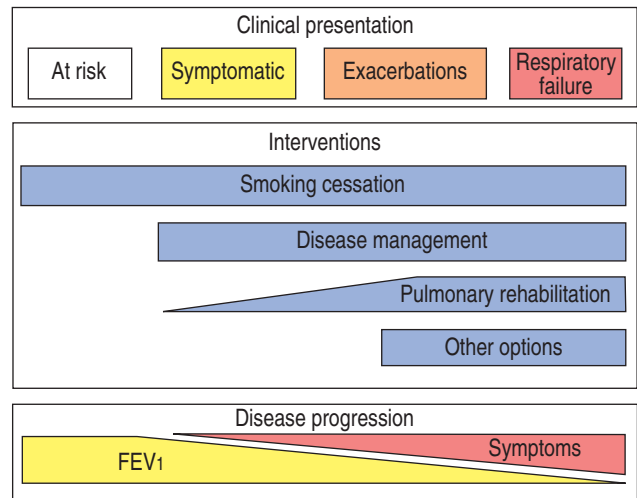 Clinical presentation
At risk
Symptomatic
Exacerbations
Respiratory
failure
Interventions
Smoking cessation
Disease management
Pulmonary rehabilitation
Other options
Disease progression
Symptoms
FEV1